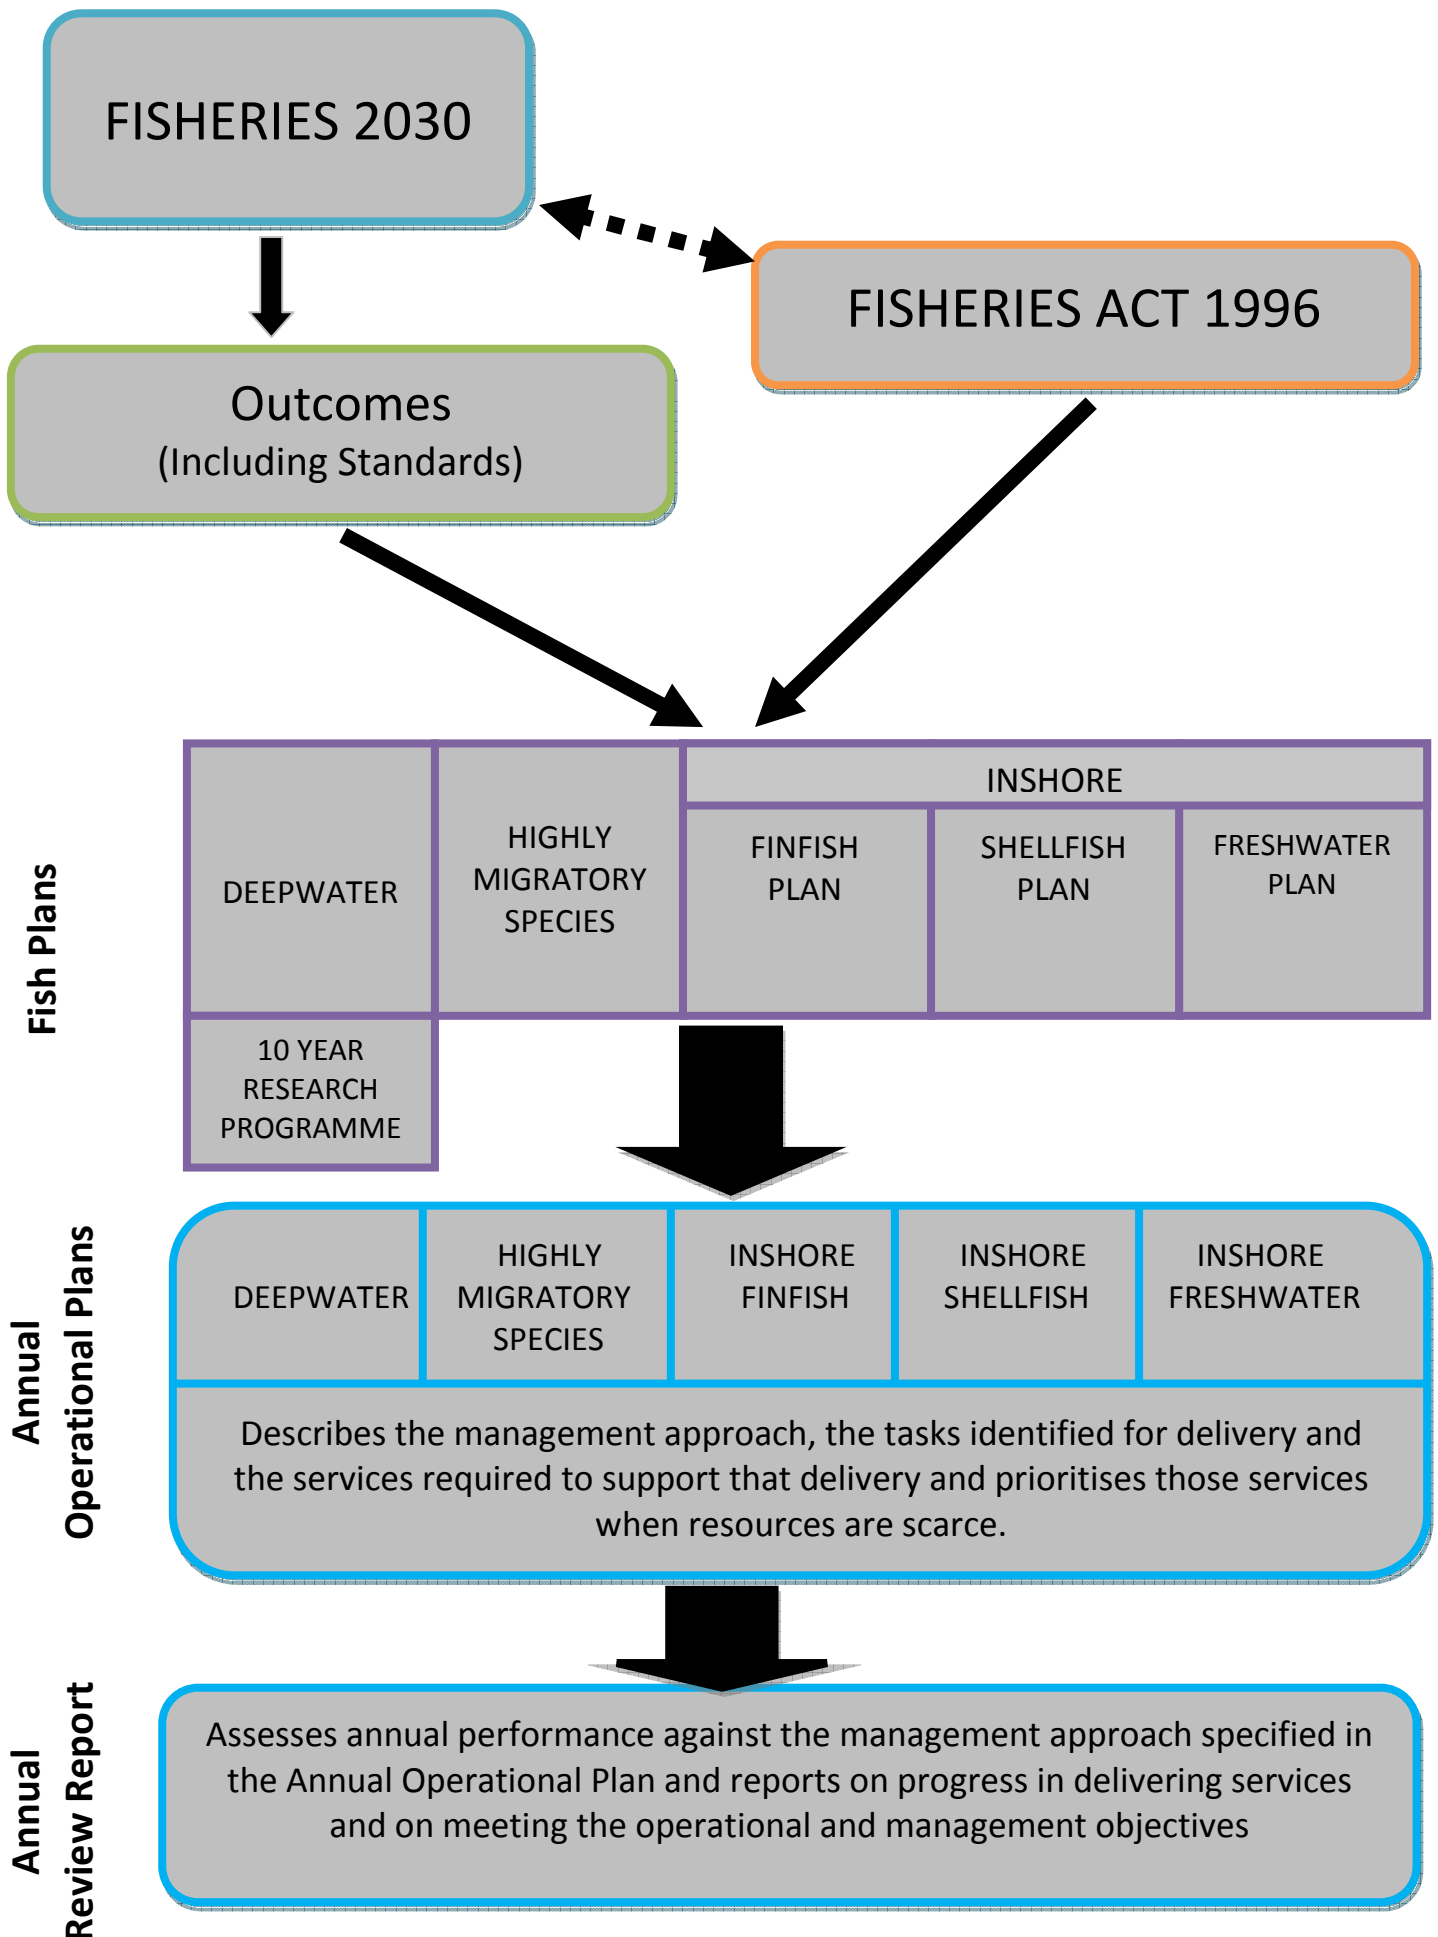 FISHERIES 2030
FISHERIES ACT 1996
Outcomes
(Including Standards)
Fish Plans
DEEPWATER
HIGHLY
MIGRATORY
SPECIES
INSHORE
FINFISH
PLAN
SHELLFISH
PLAN
FRESHWATER
PLAN
10 YEAR
RESEARCH
PROGRAMME
Annual
Operational Plans
DEEPWATER
HIGHLY
MIGRATORY
SPECIES
INSHORE
FINFISH
INSHORE
SHELLFISH
INSHORE
FRESHWATER
Describes the management approach, the tasks identified for delivery and
the services required to support that delivery and prioritises those services
when resources are scarce.
Annual
Review Report
Assesses annual performance against the management approach specified in
the Annual Operational Plan and reports on progress in delivering services
and on meeting the operational and management objectives